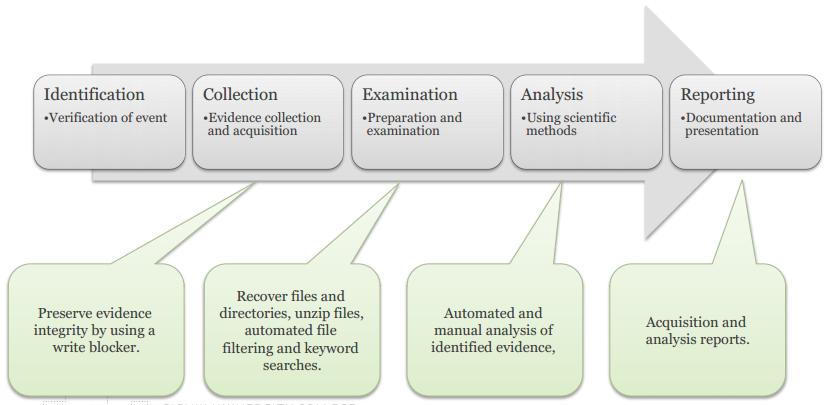 Identification
•Verification of event
Collection
•Evidence collection
and acquisition
Examination
•Preparation and
examination
Analysis
•Using scientific
methods
Reporting
•Documentation and
presentation
Preserve evidence
integrity by using a
write blocker.
Recover files and
directories, unzip files,
automated file
filtering and keyword
searches.
Automated and
manual analysis of
identified evidence,
Acquisition and
analysis reports.